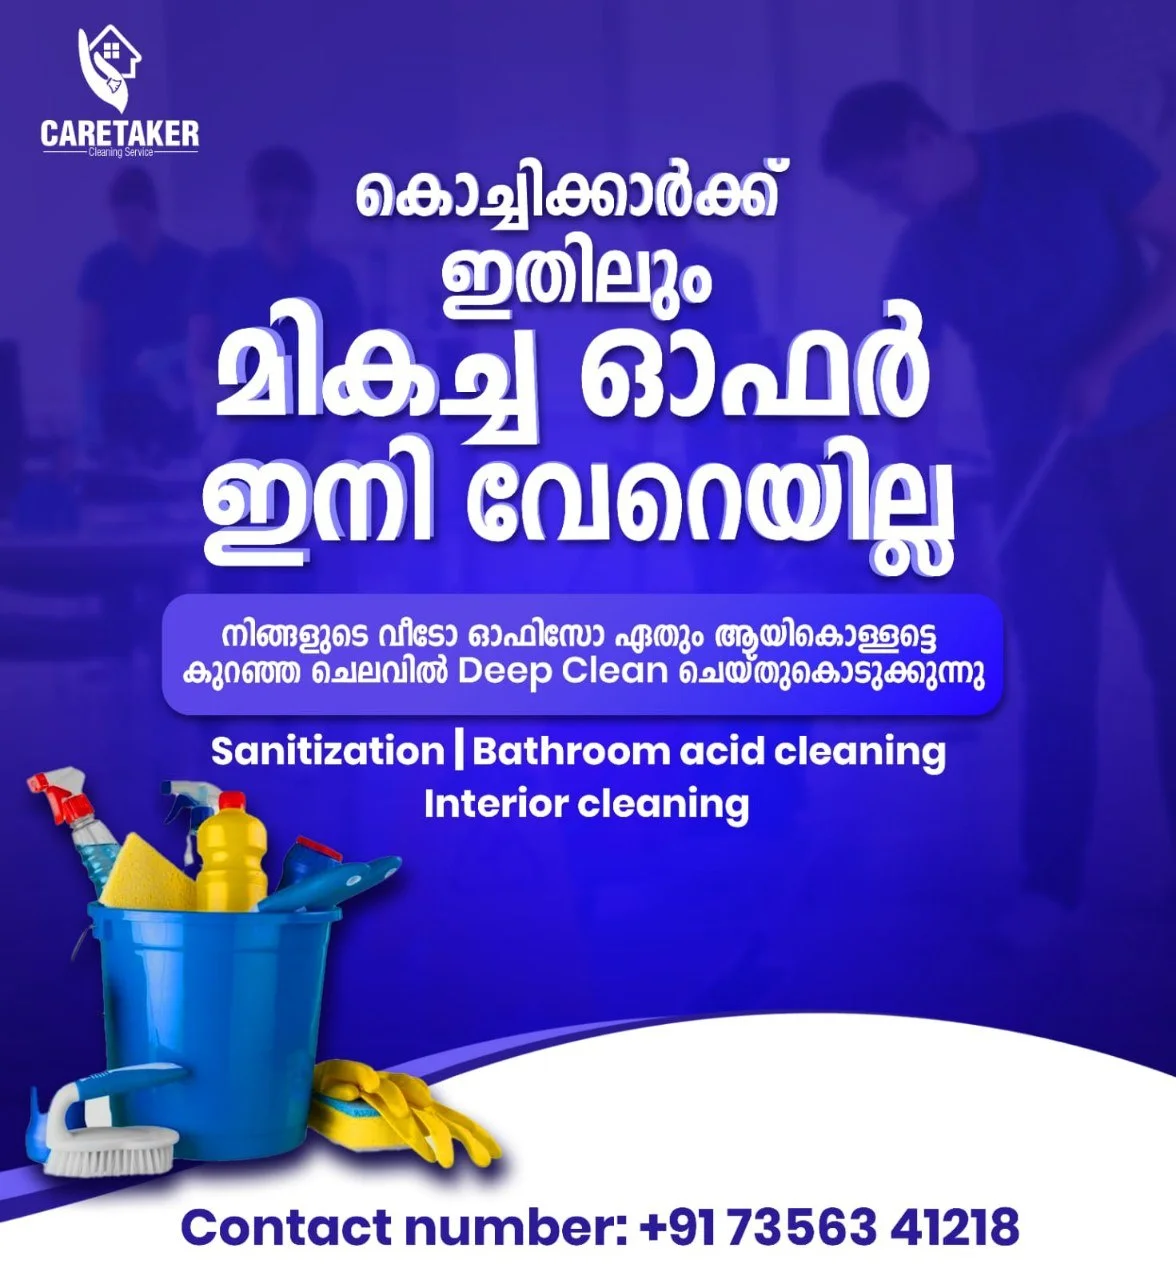 CARETAKER
Cleaning Service
കൊച്ചിക്കാർക്ക്
ഇതിലും
മികച്ച ഓഫർ
ഇനി വേറെയില്ല
നിങ്ങളുടെ വീടോ ഓഫിസോ ഏതും ആയികൊള്ളട്ടെ
കുറഞ്ഞ ചെലവിൽ Deep Clean ചെയ്തുകൊടുക്കുന്നു
Sanitization | Bathroom acid cleaning
Interior cleaning
Contact number: +91 73563 41218